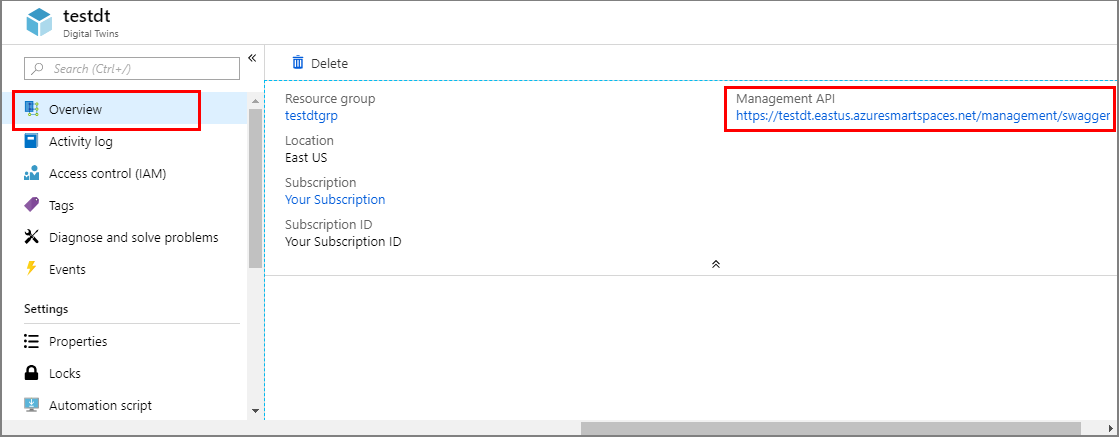 testdt
Digital Twins
Search (Ctrl+/)
Overview
Activity log
Access control (IAM)
Tags
Diagnose and solve problems
Events
Settings
Properties
Locks
Automation script
Delete
Resource group
testdtgrp
Location
East US
Subscription
Your Subscription
Subscription ID
Your Subscription ID
Management API
https://testdt.eastus.azuresmartspaces.net/management/swagger